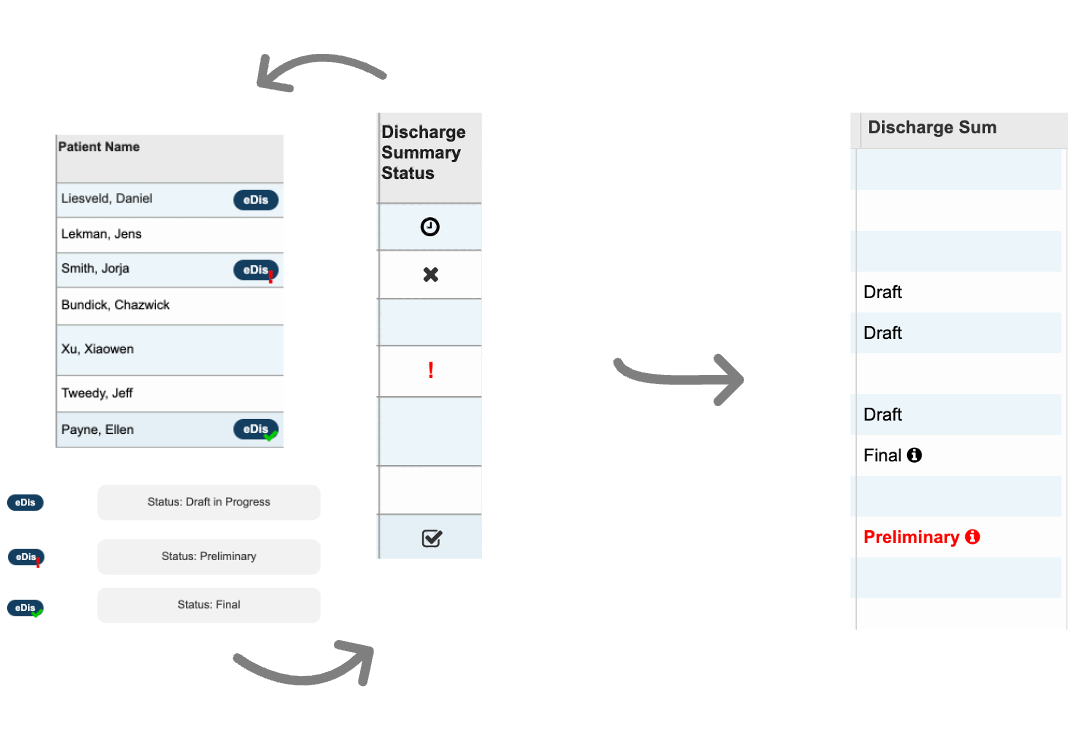 Patient Name
Liesveld, Daniel eDis
Lekman, Jens
Smith, Jorja eDis!
Bundick, Chazwick
Xu, Xiaowen
Tweedy, Jeff
Payne, Ellen eDis
eDis Status: Draft in Progress
eDis! Status: Preliminary
eDis Status: Final
Discharge
Summary
Status
!
Discharge Sum
Draft
Draft
Draft
Final
Preliminary